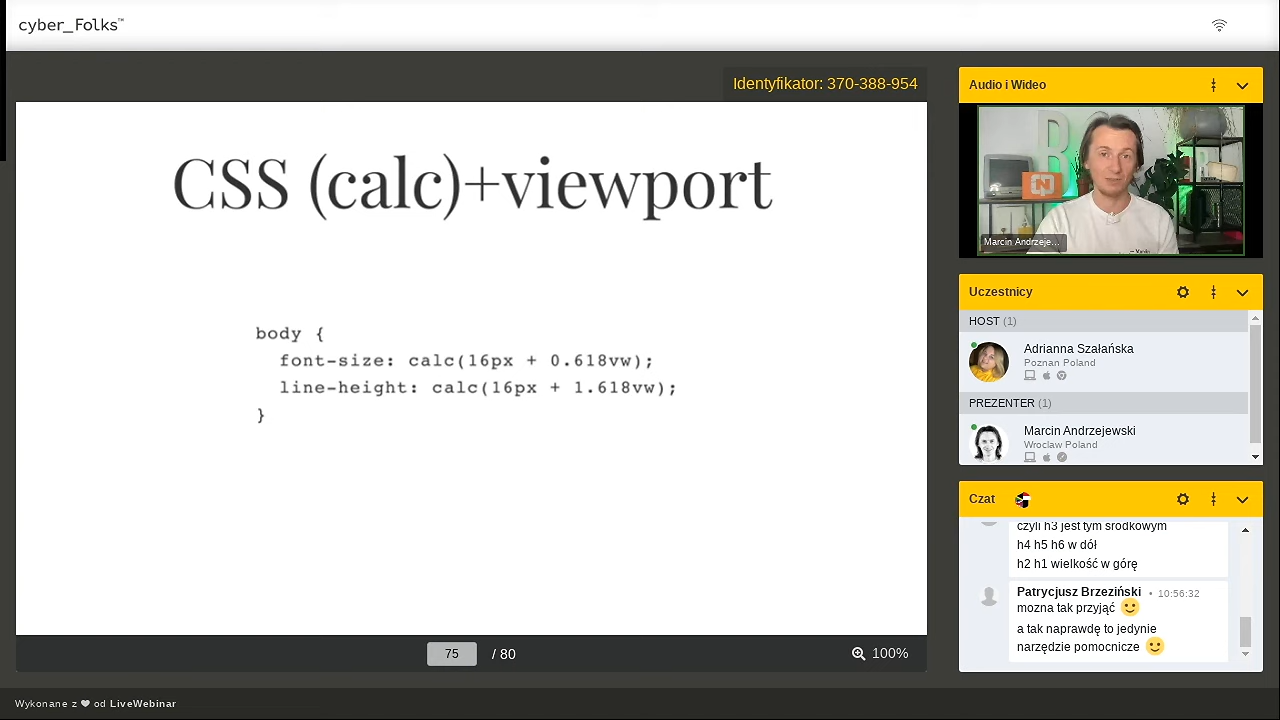 cyber_Folks™
Identyfikator: 370-388-954
CSS (calc)+viewport
body {
font-size: calc(16px + 0.618vw);
line-height: calc(16px + 1.618vw);
}
75 / 80
100%
Audio i Wideo
Marcin Andrzeje...
Uczestnicy
HOST (1)
Adrianna Szałańska
Poznan Poland
PREZENTER (1)
Marcin Andrzejewski
Wroclaw Poland
Czat
czyli h3 jest tym środkowym
h4 h5 h6 w dół
h2 h1 wielkość w górę
Patrycjusz Brzeziński • 10:56:32
mozna tak przyjąć 🙂
a tak naprawdę to jedynie
narzędzie pomocnicze 🙂
Wykonane z ❤ od LiveWebinar